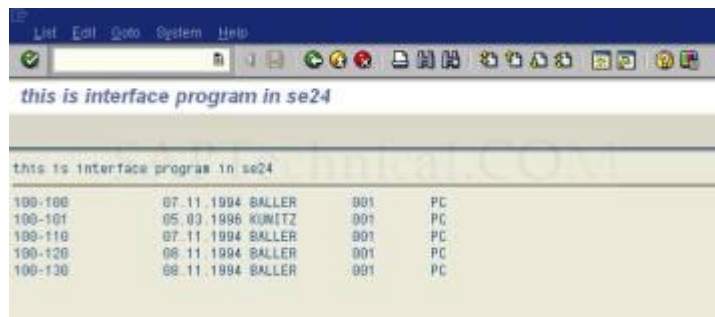 List Edit Goto System Help
this is interface program in se24
this is interface program in se24
100-100 07.11.1994 BALLER 001 PC
100-101 05.03.1996 KUNITZ 001 PC
100-110 07.11.1994 BALLER 001 PC
100-120 08.11.1994 BALLER 001 PC
100-130 08.11.1994 BALLER 001 PC